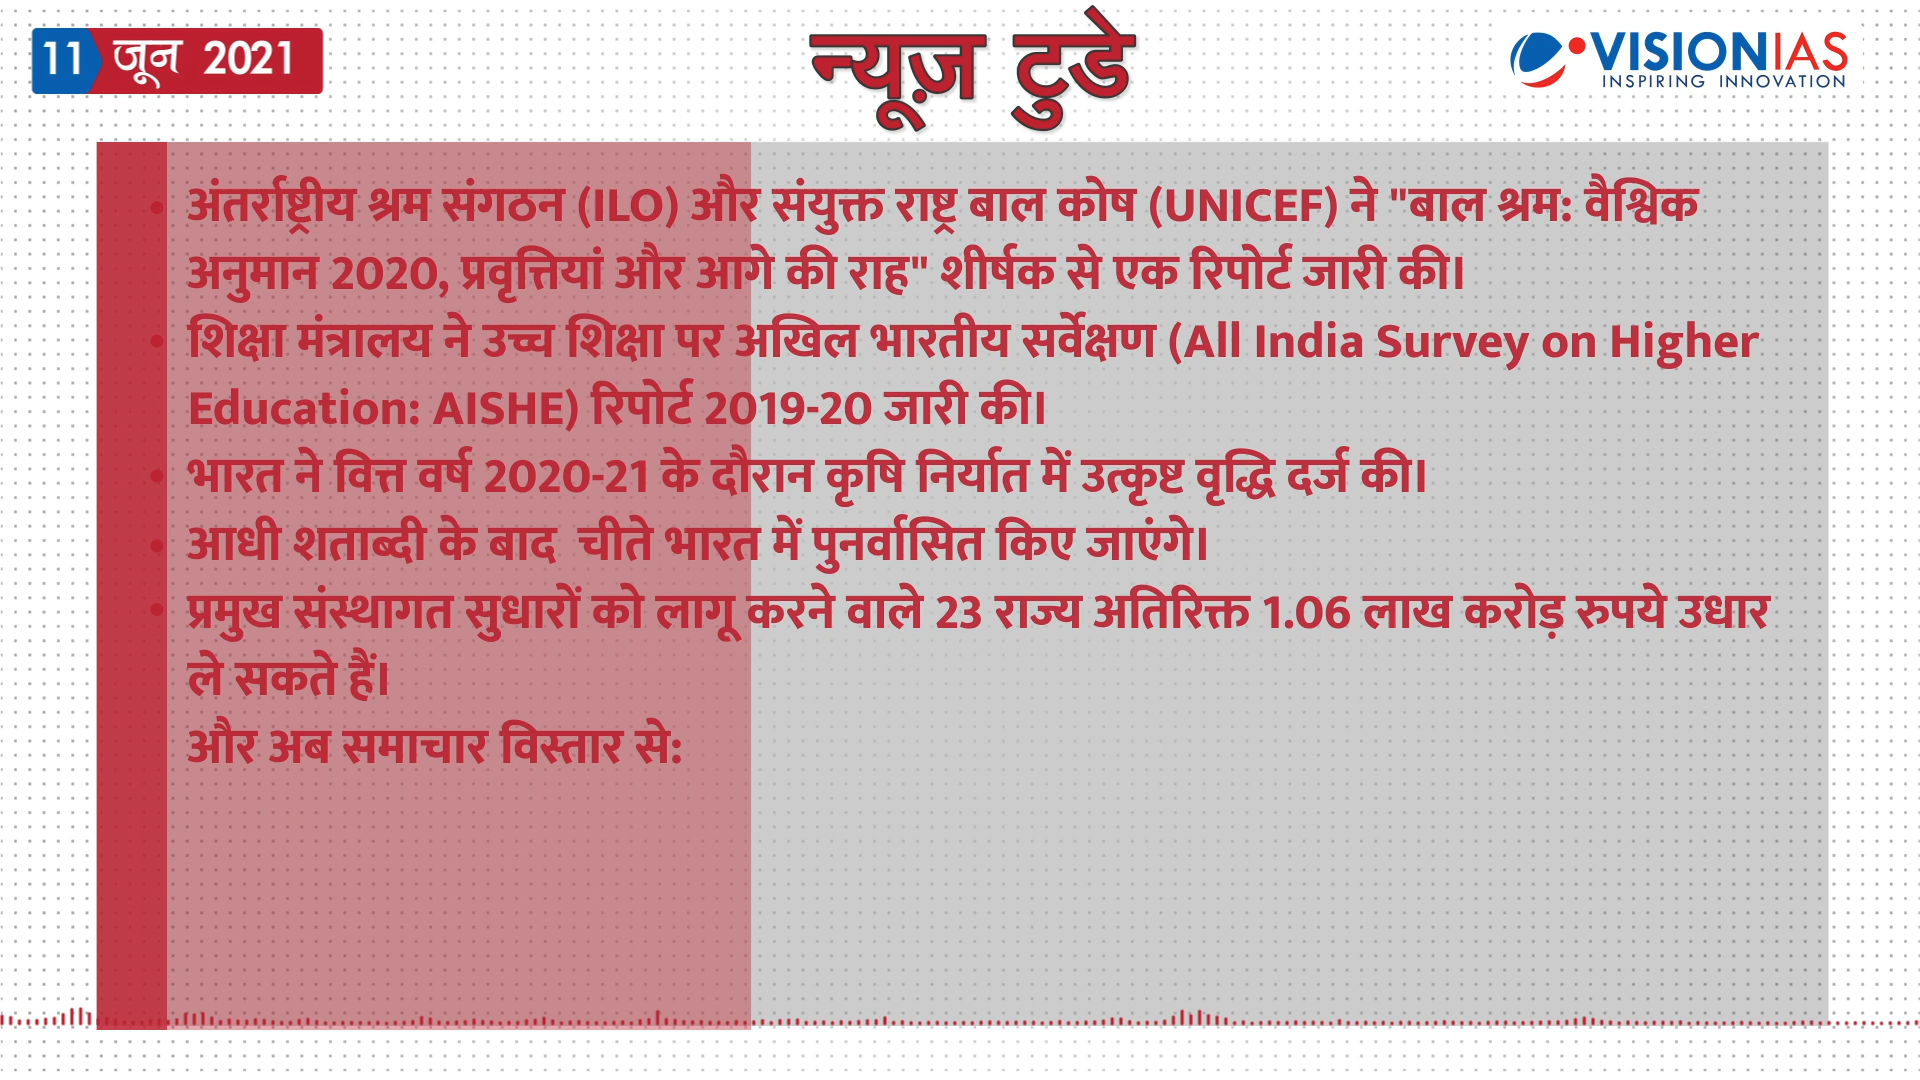 11 जून 2021
न्यूज़ टुडे
VISIONIAS
INSPIRING INNOVATION
• अंतर्राष्ट्रीय श्रम संगठन (ILO) और संयुक्त राष्ट्र बाल कोष (UNICEF) ने "बाल श्रम: वैश्विक
अनुमान 2020, प्रवृत्तियां और आगे की राह" शीर्षक से एक रिपोर्ट जारी की।
• शिक्षा मंत्रालय ने उच्च शिक्षा पर अखिल भारतीय सर्वेक्षण (All India Survey on Higher
Education: AISHE) रिपोर्ट 2019-20 जारी की।
• भारत ने वित्त वर्ष 2020-21 के दौरान कृषि निर्यात में उत्कृष्ट वृद्धि दर्ज की।
• आधी शताब्दी के बाद चीते भारत में पुनर्वासित किए जाएंगे।
• प्रमुख संस्थागत सुधारों को लागू करने वाले 23 राज्य अतिरिक्त 1.06 लाख करोड़ रुपये उधार
ले सकते हैं।
और अब समाचार विस्तार से: